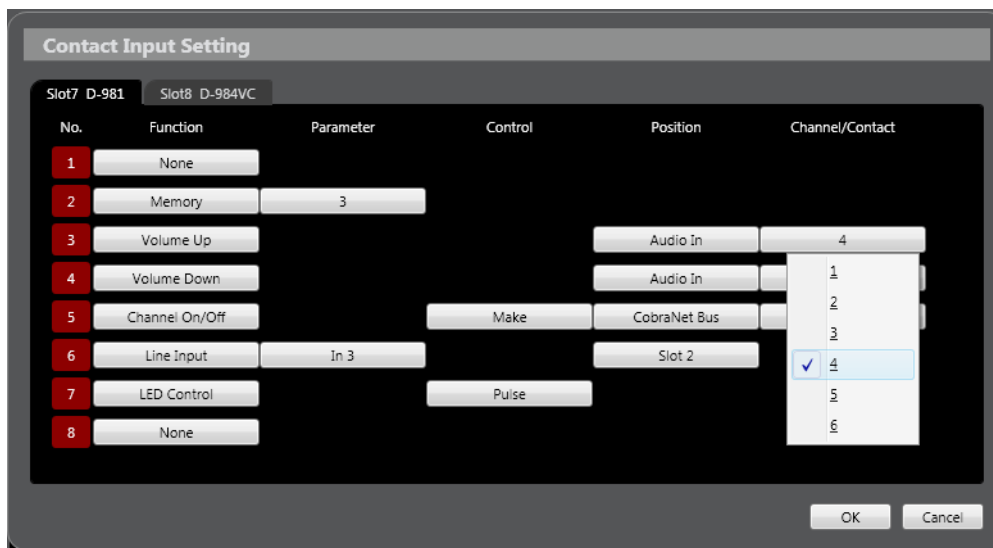 Contact Input Setting
Slot7 D-981 Slot8 D-984VC
No. Function Parameter Control Position Channel/Contact
1 None
2 Memory 3
3 Volume Up Audio In 4
4 Volume Down Audio In
5 Channel On/Off Make CobraNet Bus
6 Line Input In 3 Slot 2
7 LED Control Pulse
8 None
1
2
3
4
5
6
OK Cancel